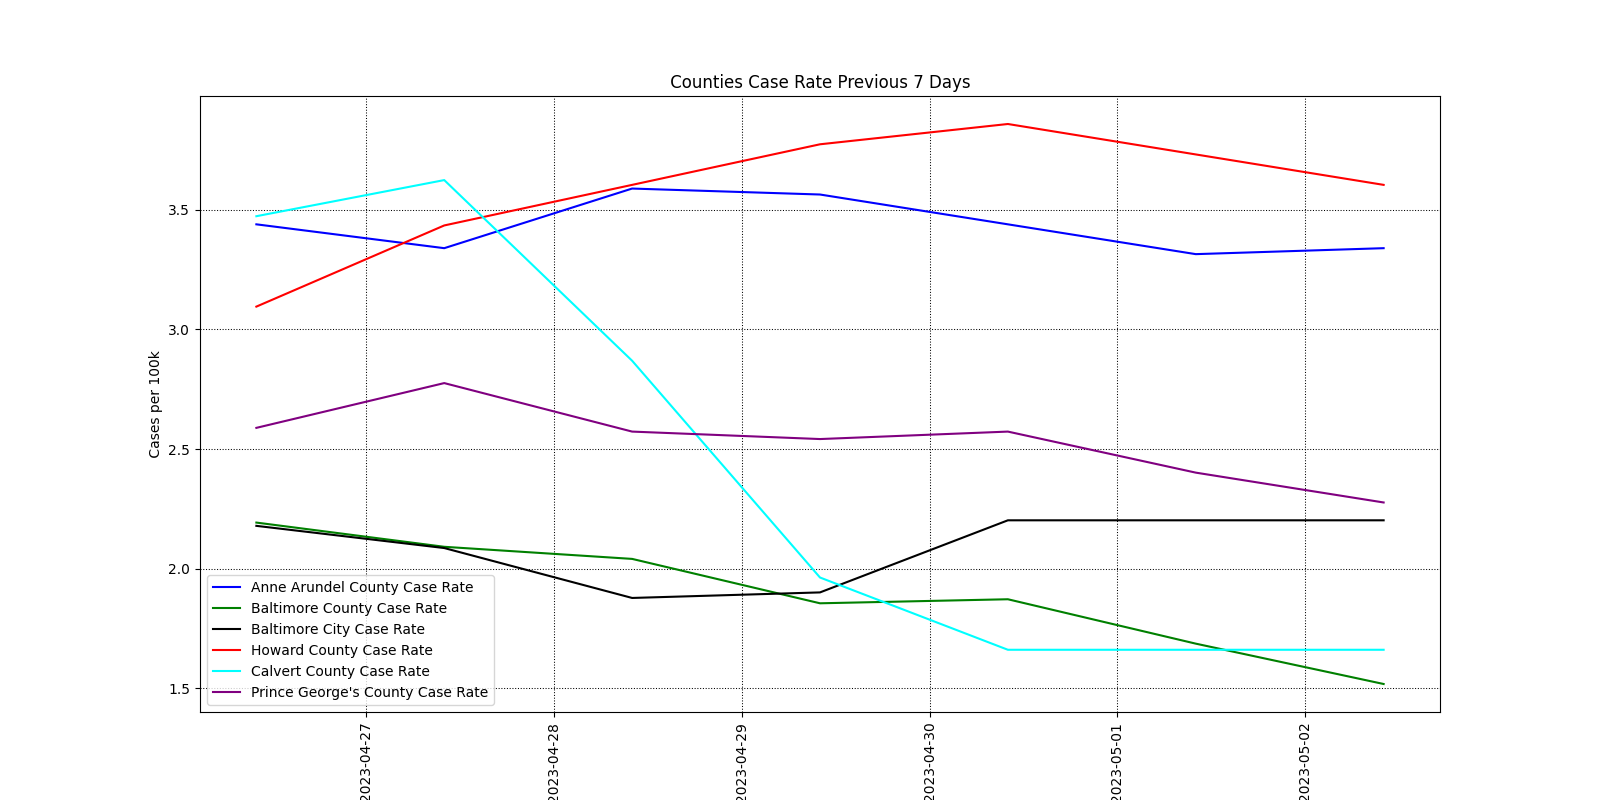 Counties Case Rate Previous 7 Days
Cases per 100k
3.5
3.0
2.5
2.0
1.5
Anne Arundel County Case Rate
Baltimore County Case Rate
Baltimore City Case Rate
Howard County Case Rate
Calvert County Case Rate
Prince George's County Case Rate
2023-04-27
2023-04-28
2023-04-29
2023-04-30
2023-05-01
2023-05-02